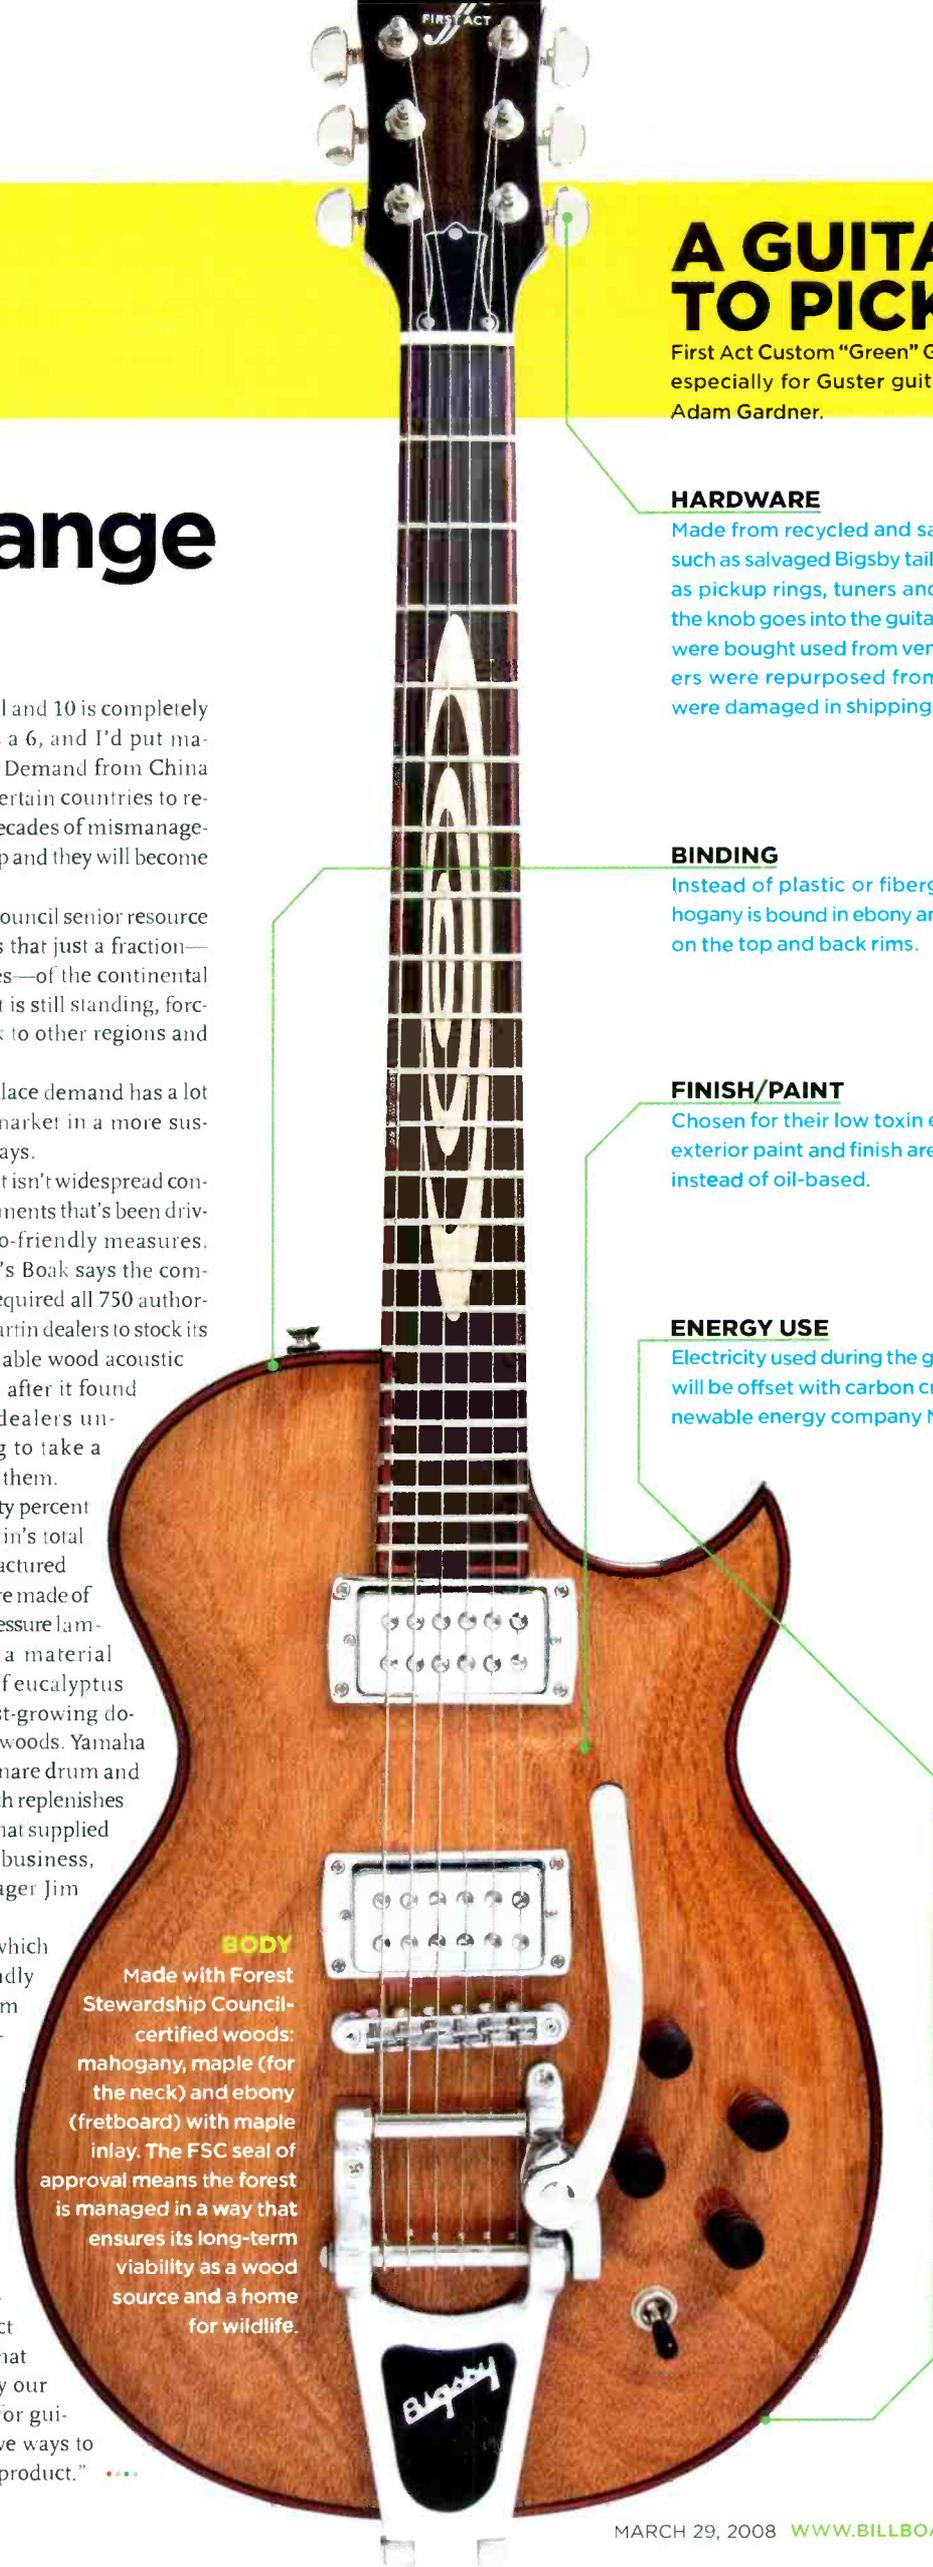 FIRST ACT
A GUITA
TO PICK
First Act Custom "Green" G
especially for Guster guit
Adam Gardner.
HARDWARE
Made from recycled and sa
such as salvaged Bigsby tail
as pickup rings, tuners and
the knob goes into the guita
were bought used from ven
ers were repurposed from
were damaged in shipping
BINDING
Instead of plastic or fiberg
hogany is bound in ebony an
on the top and back rims.
FINISH/PAINT
Chosen for their low toxin e
exterior paint and finish are
instead of oil-based.
ENERGY USE
Electricity used during the g
will be offset with carbon cr
newable energy company N
ange
l and 10 is completely
a 6, and I'd put ma-
Demand from China
ertain countries to re-
ecades of mismanage-
p and they will become
ouncil senior resource
s that just a fraction—
es—of the continental
t is still standing, forc-
k to other regions and
lace demand has a lot
narket in a more sus-
ays.
t isn't widespread con-
ments that's been driv-
o-friendly measures.
's Boak says the com-
equired all 750 author-
artin dealers to stock its
able wood acoustic
after it found
dealers un-
g to take a
them.
ty percent
in's total
actured
re made of
essure lam-
a material
f eucalyptus
st-growing do-
woods. Yamaha
nare drum and
h replenishes
hat supplied
business,
ager Jim
which
ndly
m
-
ct
hat
y our
for gui-
ve ways to
product."
BODY
Made with Forest
Stewardship Council-
certified woods:
mahogany, maple (for
the neck) and ebony
(fretboard) with maple
inlay. The FSC seal of
approval means the forest
is managed in a way that
ensures its long-term
viability as a wood
source and a home
for wildlife.
Bigsby
MARCH 29, 2008 WWW.BILLBOA